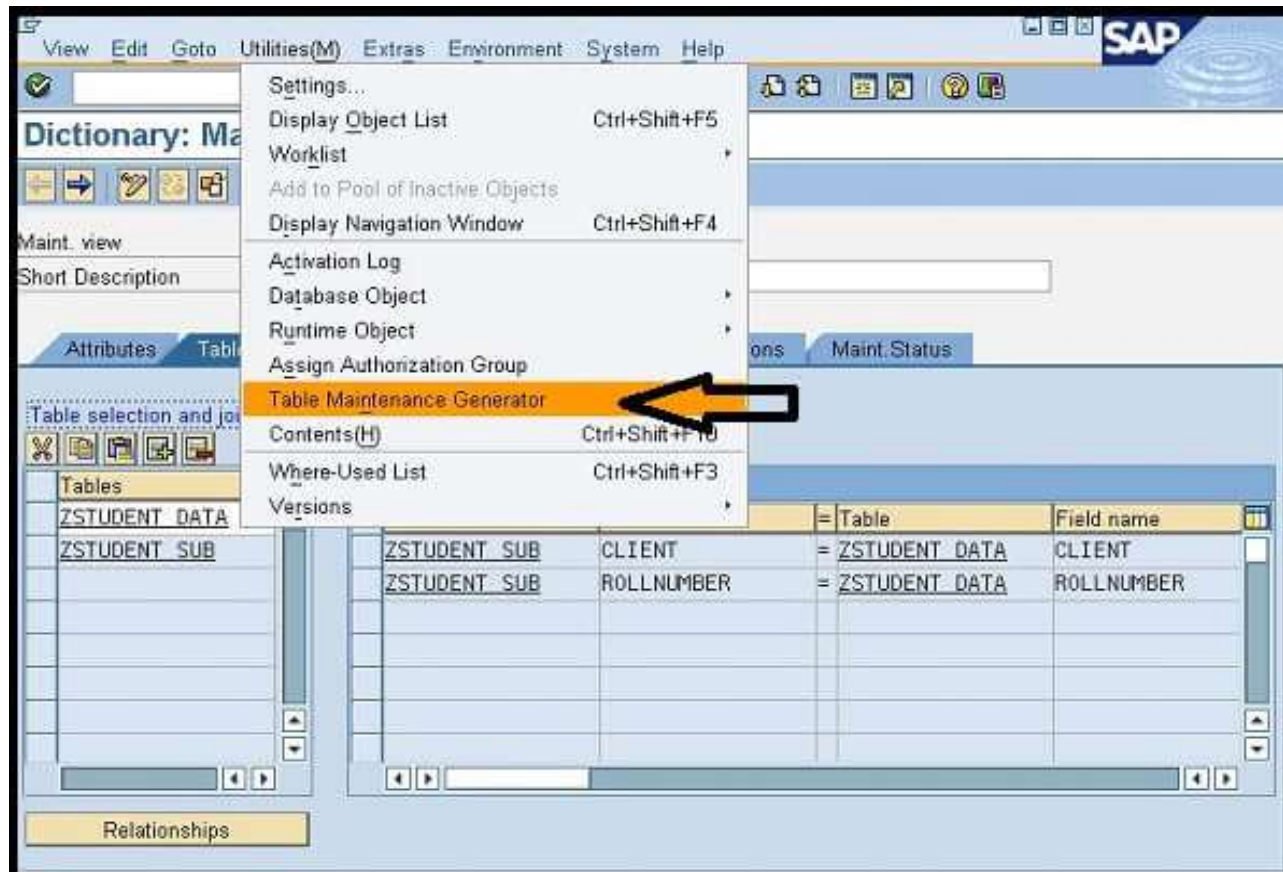 View Edit Goto Utilities(M) Extras Environment System Help
SAP
Settings...
Display Object List Ctrl+Shift+F5
Dictionary: Ma
Worklist
Add to Pool of Inactive Objects
Display Navigation Window Ctrl+Shift+F4
Maint. view
Activation Log
Short Description
Database Object
Runtime Object
Attributes Tabl ons Maint.Status
Assign Authorization Group
Table Maintenance Generator
Table selection and joi
Contents(H) Ctrl+Shift+F10
Where-Used List Ctrl+Shift+F3
Tables
Versions
ZSTUDENT DATA = Table Field name
ZSTUDENT SUB ZSTUDENT SUB CLIENT = ZSTUDENT DATA CLIENT
ZSTUDENT SUB ROLLNUMBER = ZSTUDENT DATA ROLLNUMBER
Relationships